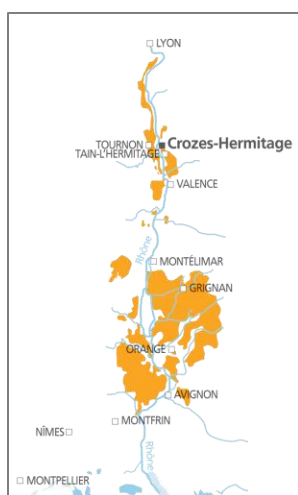 LYON
TOURNON
Crozes-Hermitage
TAIN-L'HERMITAGE
VALENCE
Rhône
MONTÉLIMAR
GRIGNAN
ORANGE
AVIGNON
MONTFRIN
NÎMES
Rhône
MONTPELLIER